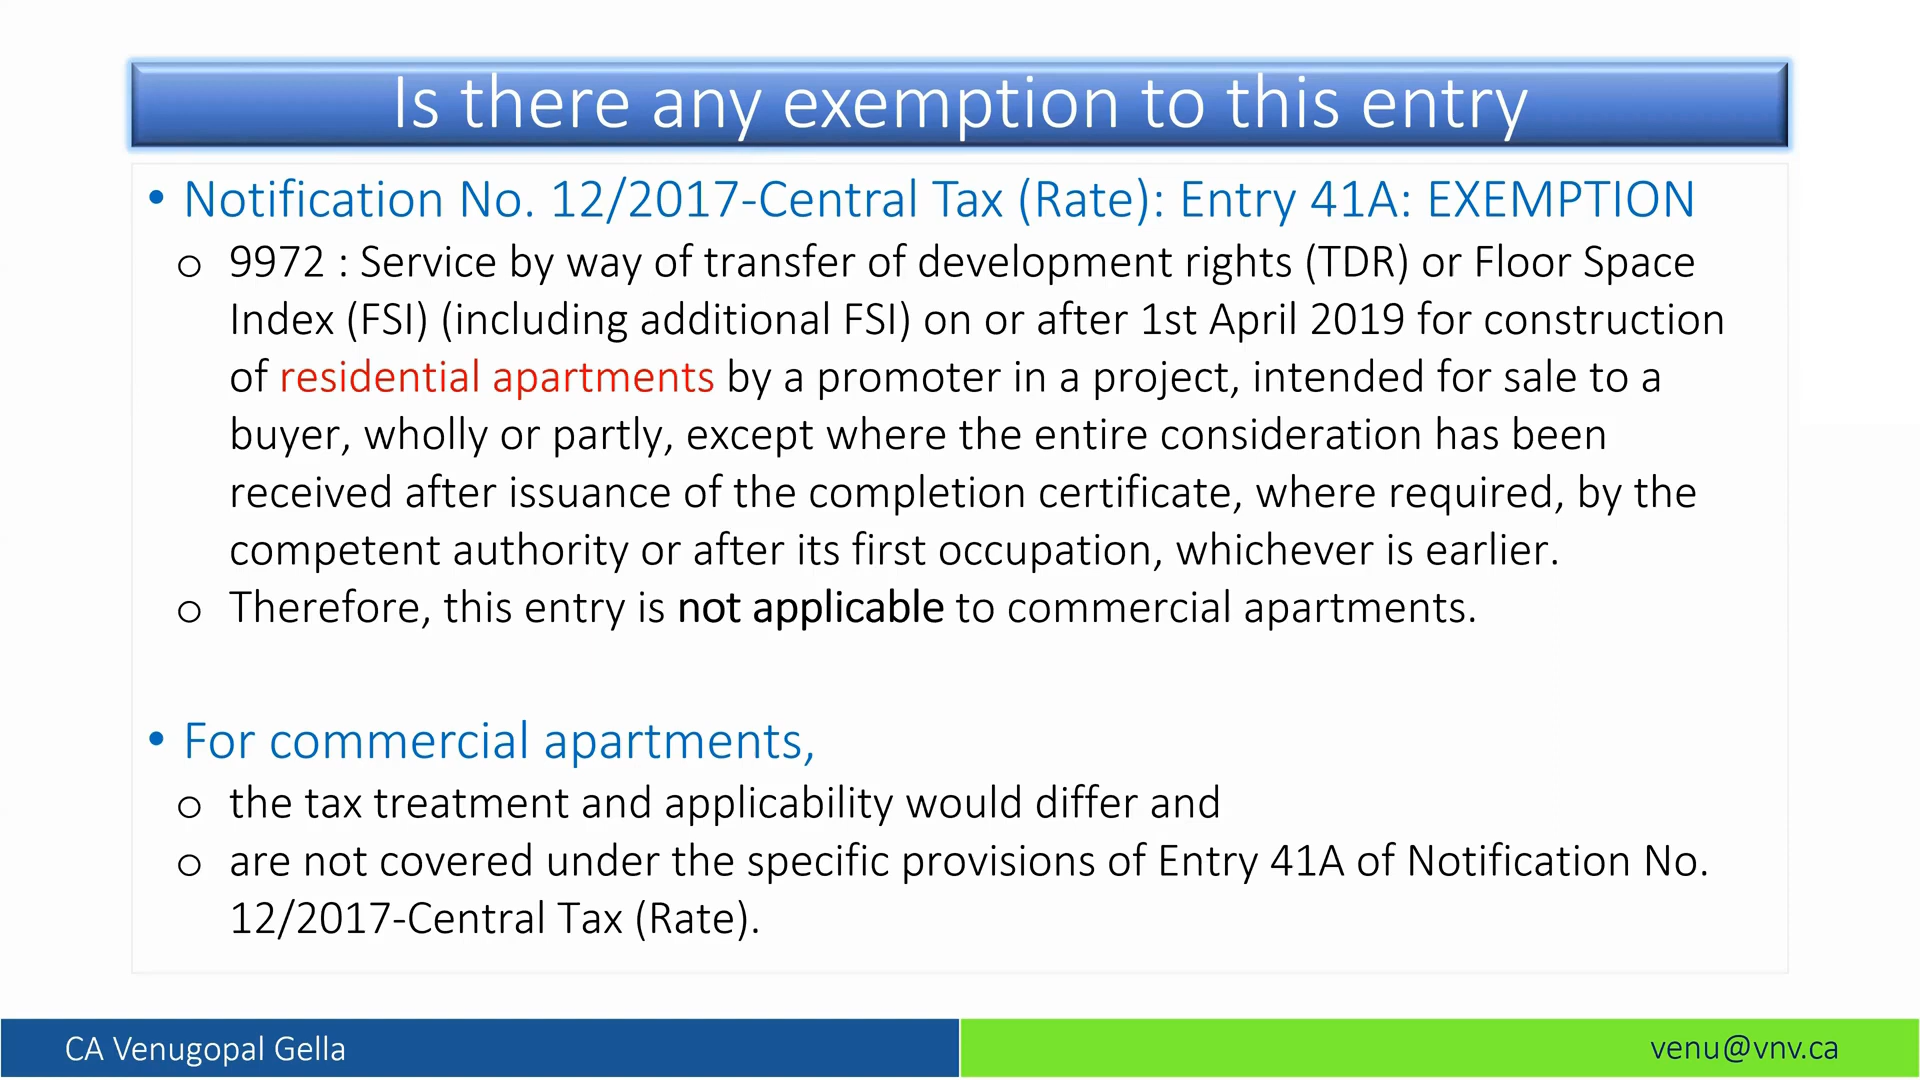 Is there any exemption to this entry
• Notification No. 12/2017-Central Tax (Rate): Entry 41A: EXEMPTION
o 9972 : Service by way of transfer of development rights (TDR) or Floor Space
Index (FSI) (including additional FSI) on or after 1st April 2019 for construction
of residential apartments by a promoter in a project, intended for sale to a
buyer, wholly or partly, except where the entire consideration has been
received after issuance of the completion certificate, where required, by the
competent authority or after its first occupation, whichever is earlier.
o Therefore, this entry is not applicable to commercial apartments.
• For commercial apartments,
o the tax treatment and applicability would differ and
o are not covered under the specific provisions of Entry 41A of Notification No.
12/2017-Central Tax (Rate).
CA Venugopal Gella
venu@vnv.ca